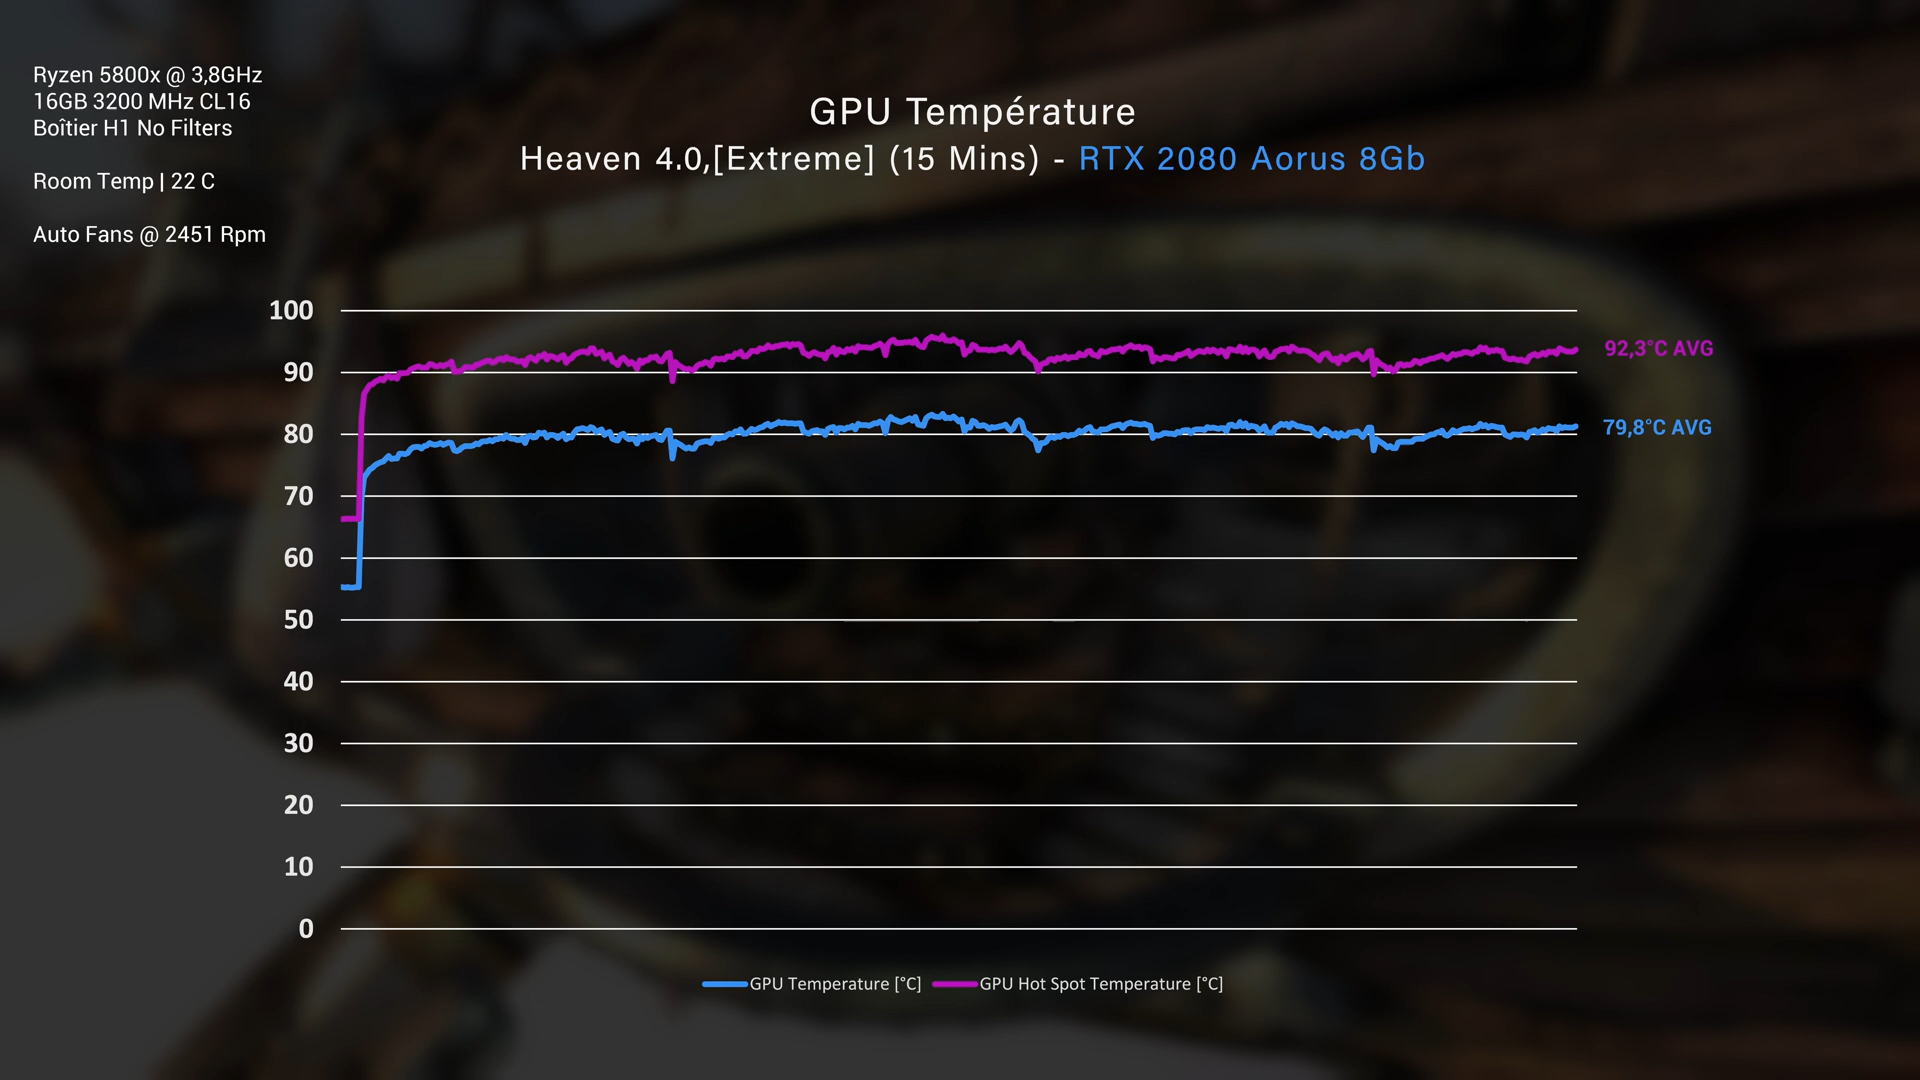 Ryzen 5800x @ 3,8GHz
16GB 3200 MHz CL16
Boîtier H1 No Filters
Room Temp | 22 C
Auto Fans @ 2451 Rpm
GPU Température
Heaven 4.0,[Extreme] (15 Mins) - RTX 2080 Aorus 8Gb
100
90
80
70
60
50
40
30
20
10
0
92,3°C AVG
79,8°C AVG
GPU Temperature [°C]
GPU Hot Spot Temperature [°C]